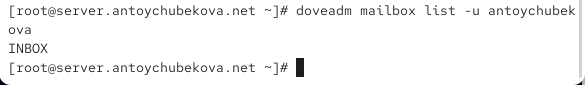 [root@server.antoychubekova.net ~]# doveadm mailbox list -u antoychubek
ova
INBOX
[root@server.antoychubekova.net ~]#